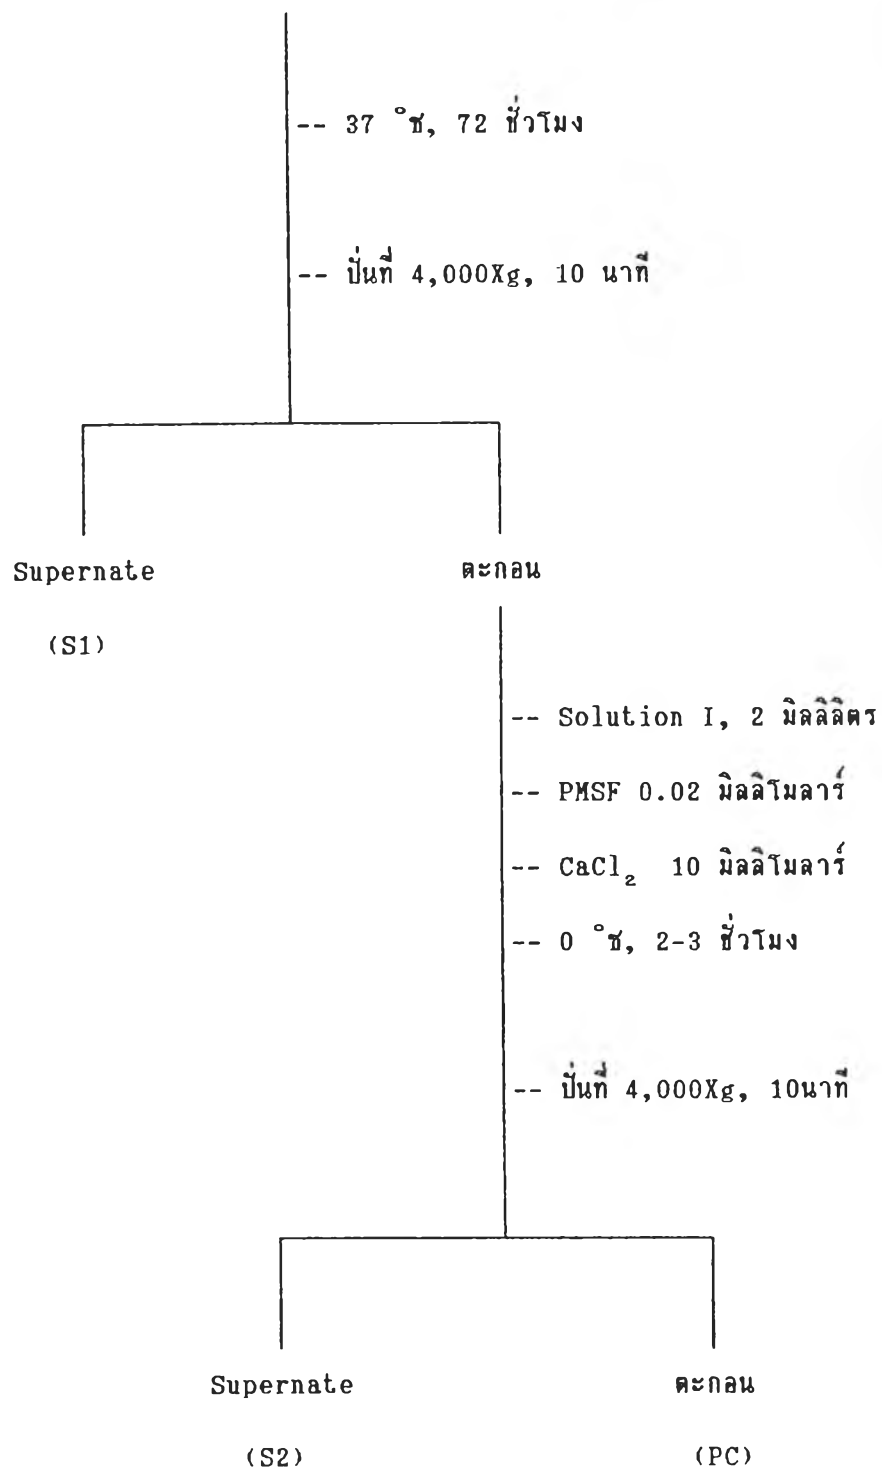 -- 37 °ซ, 72 ชั่วโมง
-- ปั่นที่ 4,000Xg, 10 นาที
Supernate ตะกอน
(S1)
-- Solution I, 2 มิลลิลิตร
-- PMSF 0.02 มิลลิโมลาร์
-- CaCl₂ 10 มิลลิโมลาร์
-- 0 °ซ, 2-3 ชั่วโมง
-- ปั่นที่ 4,000Xg, 10นาที
Supernate ตะกอน
(S2) (PC)